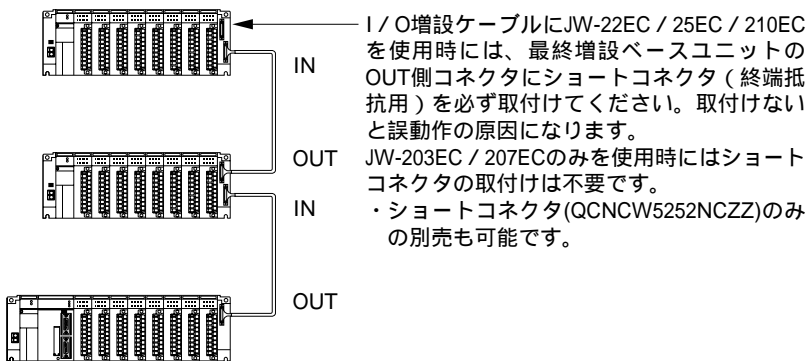 I / O増設ケーブルにJW-22EC / 25EC / 210EC
を使用時には、最終増設ベースユニットの
OUT側コネクタにショートコネクタ（終端抵
抗用）を必ず取付けてください。取付けない
と誤動作の原因になります。
JW-203EC / 207ECのみを使用時にはショート
コネクタの取付けは不要です。
・ショートコネクタ(QCNCW5252NCZZ)のみ
の別売も可能です。
IN
OUT
IN
OUT